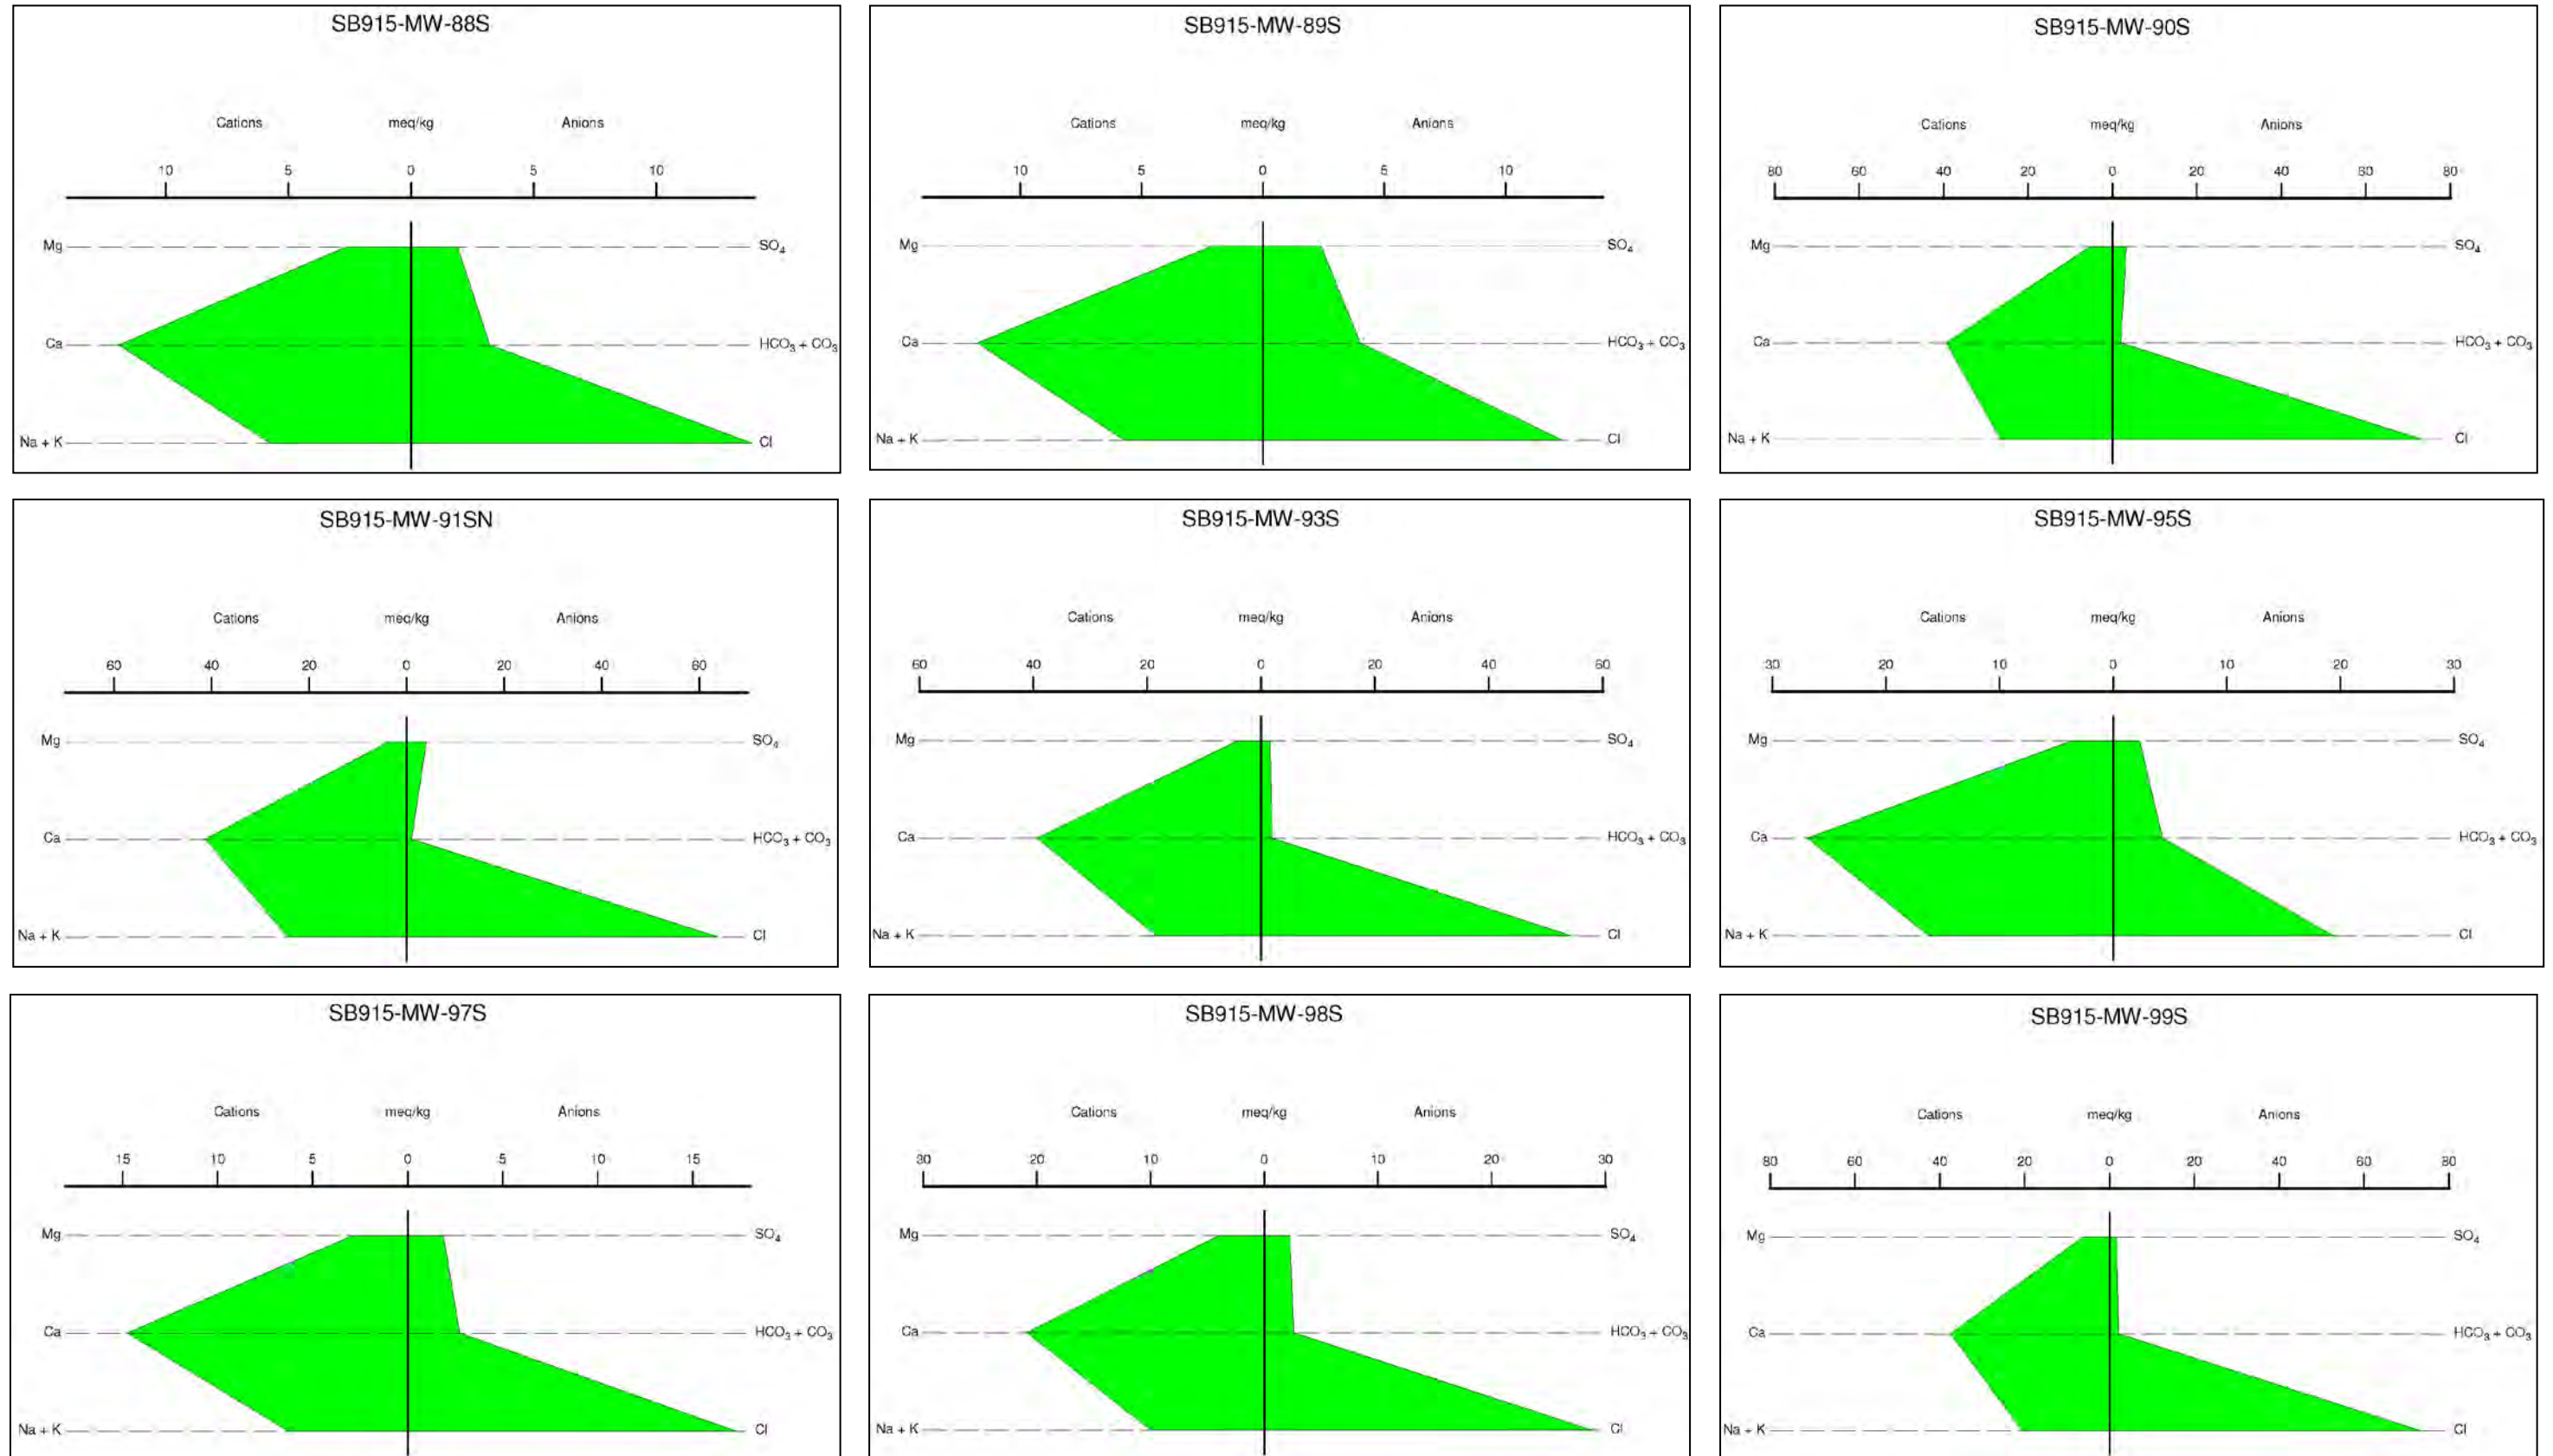 SB915-MW-88S
Cations meq/kg Anions
10 5 0 5 10
Mg SO₄
Ca HCO₃ + CO₃
Na + K Cl
SB915-MW-89S
Cations meq/kg Anions
10 5 0 5 10
Mg SO₄
Ca HCO₃ + CO₃
Na + K Cl
SB915-MW-90S
Cations meq/kg Anions
80 60 40 20 0 20 40 60 80
Mg SO₄
Ca HCO₃ + CO₃
Na + K Cl
SB915-MW-91SN
Cations meq/kg Anions
60 40 20 0 20 40 60
Mg SO₄
Ca HCO₃ + CO₃
Na + K Cl
SB915-MW-93S
Cations meq/kg Anions
60 40 20 0 20 40 60
Mg SO₄
Ca HCO₃ + CO₃
Na + K Cl
SB915-MW-95S
Cations meq/kg Anions
30 20 10 0 10 20 30
Mg SO₄
Ca HCO₃ + CO₃
Na + K Cl
SB915-MW-97S
Cations meq/kg Anions
15 10 5 0 5 10 15
Mg SO₄
Ca HCO₃ + CO₃
Na + K Cl
SB915-MW-98S
Cations meq/kg Anions
30 20 10 0 10 20 30
Mg SO₄
Ca HCO₃ + CO₃
Na + K Cl
SB915-MW-99S
Cations meq/kg Anions
80 60 40 20 0 20 40 60 80
Mg SO₄
Ca HCO₃ + CO₃
Na + K Cl